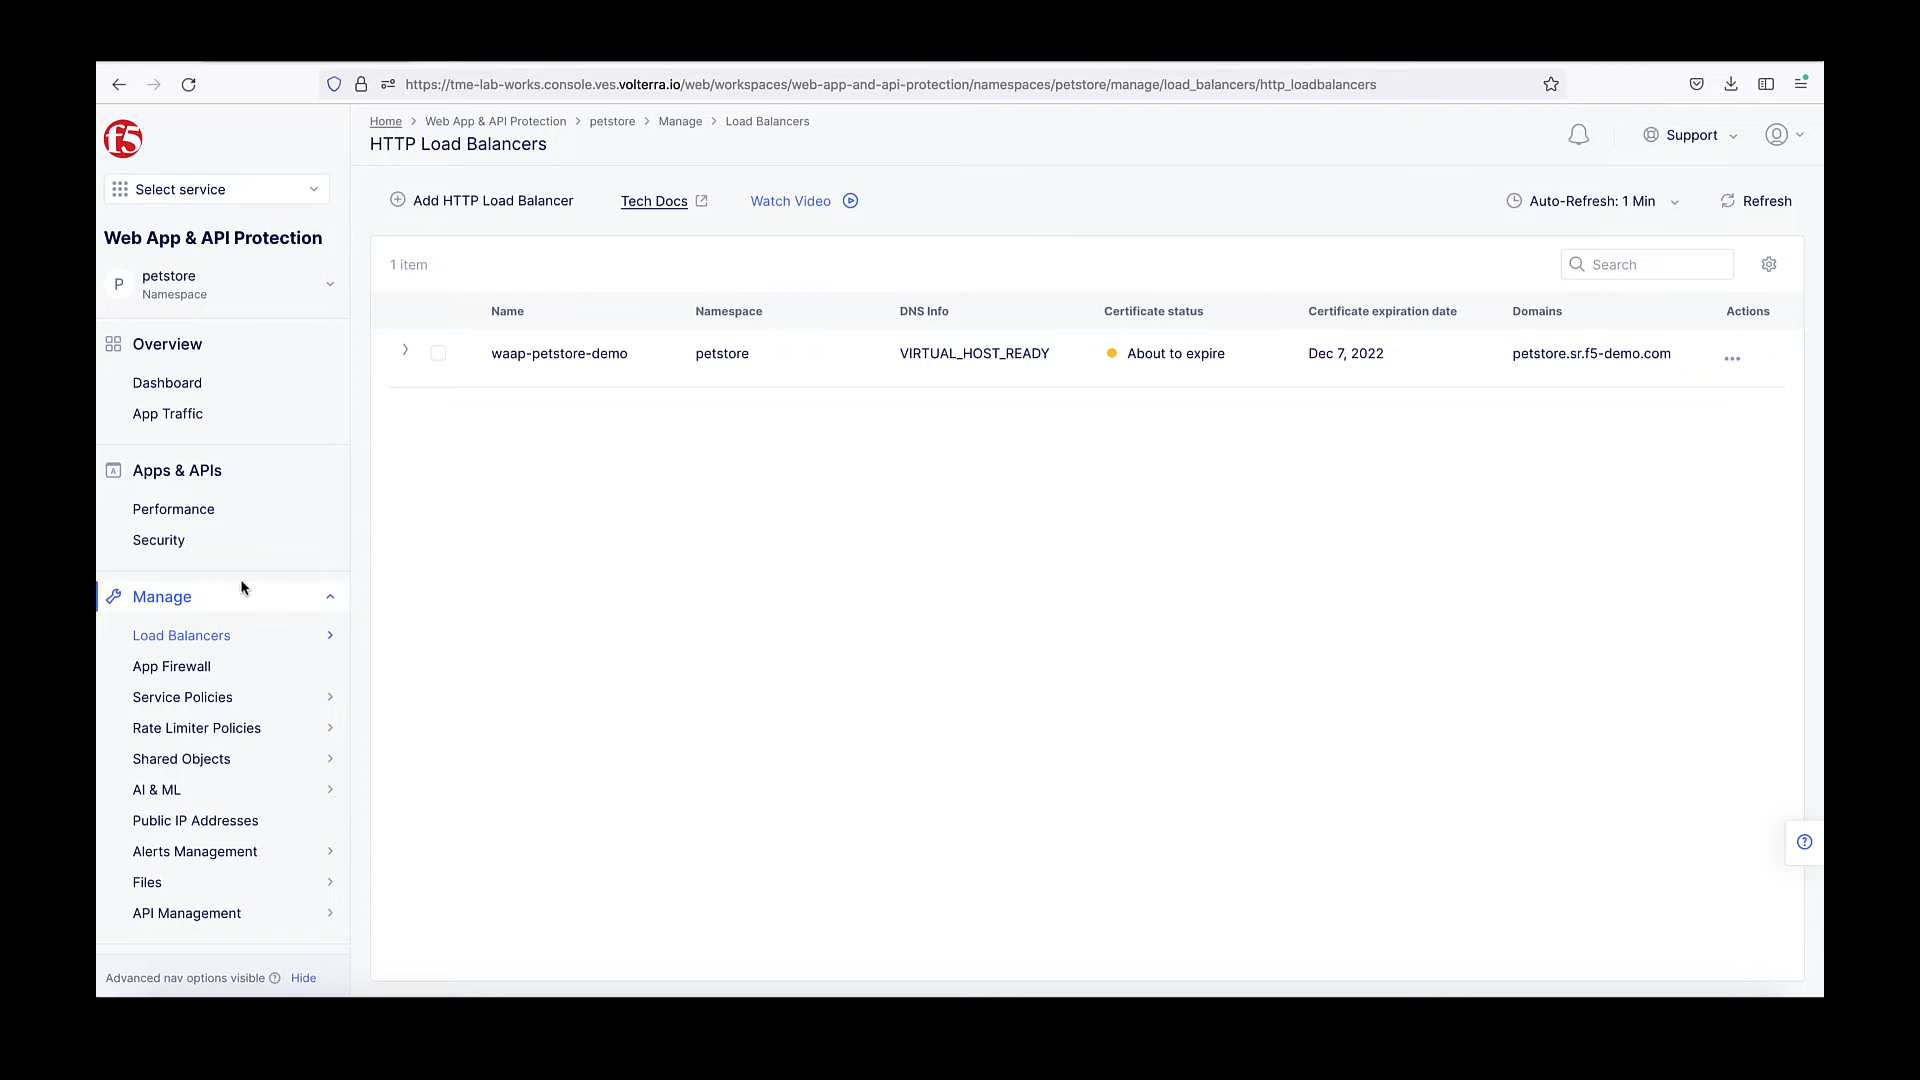 https://tme-lab-works.console.ves.volterra.io/web/workspaces/web-app-and-api-protection/namespaces/petstore/manage/load_balancers/http_loadbalancers
f5
Select service
Web App & API Protection
P
petstore
Namespace
Overview
Dashboard
App Traffic
A
Apps & APIs
Performance
Security
Manage
Load Balancers
App Firewall
Service Policies
Rate Limiter Policies
Shared Objects
AI & ML
Public IP Addresses
Alerts Management
Files
API Management
Advanced nav options visible ? Hide
Home > Web App & API Protection > petstore > Manage > Load Balancers
HTTP Load Balancers
Support
Add HTTP Load Balancer Tech Docs Watch Video
Auto-Refresh: 1 Min Refresh
1 item
Search
Name Namespace DNS Info Certificate status Certificate expiration date Domains Actions
waap-petstore-demo petstore VIRTUAL_HOST_READY About to expire Dec 7, 2022 petstore.sr.f5-demo.com
?